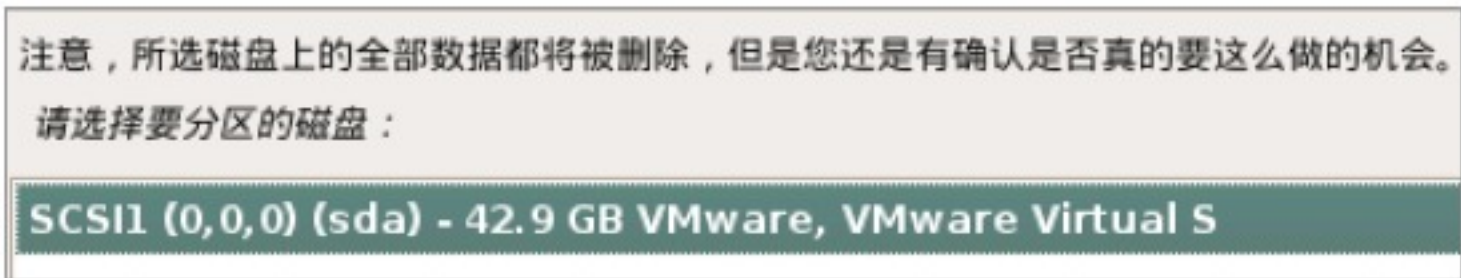 注意，所选磁盘上的全部数据都将被删除，但是您还是有确认是否真的要这么做的机会。
请选择要分区的磁盘：
SCSI1 (0,0,0) (sda) - 42.9 GB VMware, VMware Virtual S